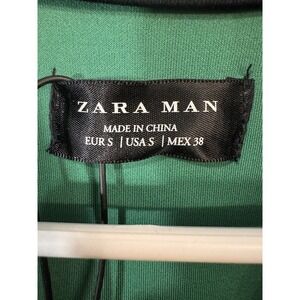 ZARA MAN
MADE IN CHINA
EUR S | USA S | MEX 38